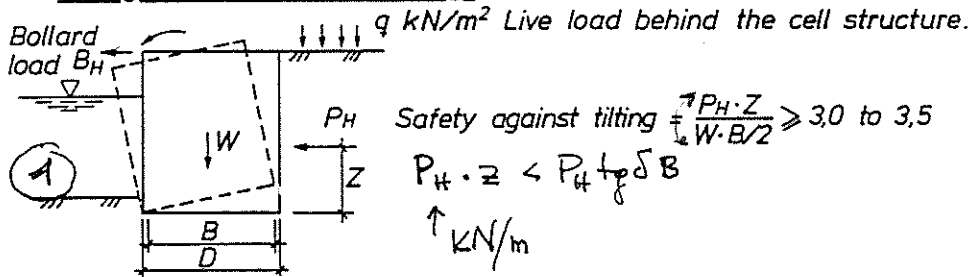 q kN/m² Live load behind the cell structure.
Bollard
load B_H
P_H Safety against tilting = P_H·Z / W·B/2 ⩾ 3,0 to 3,5
W
1
Z P_H · z < P_H tg δ B
↑ kN/m
B
D